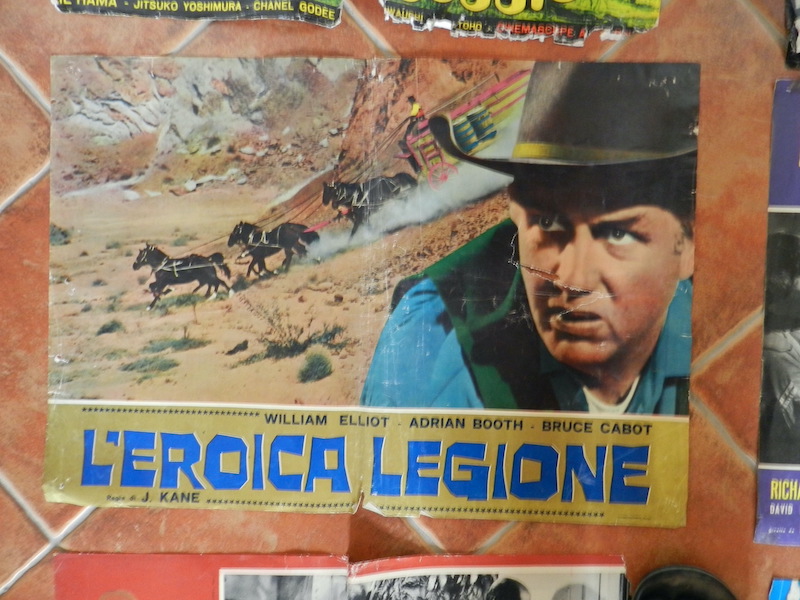 HAMA · JITSUKO YOSHIMURA · CHANEL GODÉE
TOHO / CINEMASCOPE A
WILLIAM ELLIOT · ADRIAN BOOTH · BRUCE CABOT
L'EROICA LEGIONE
Regia di J. KANE
RICHA
DAVID